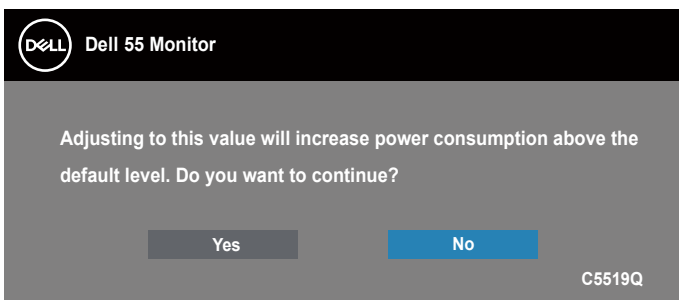 DELL Dell 55 Monitor
Adjusting to this value will increase power consumption above the
default level. Do you want to continue?
Yes No
C5519Q